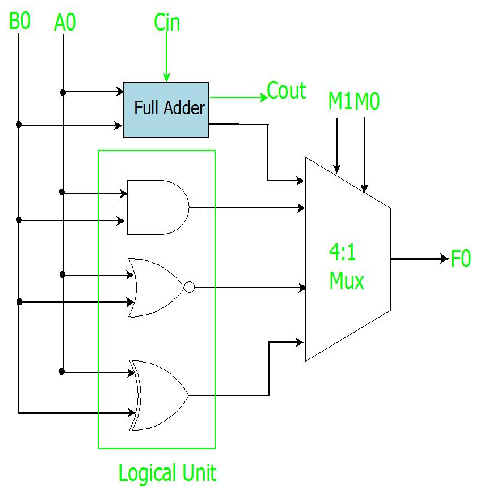 B0
A0
Cin
Full Adder
Cout
M1M0
4:1
Mux
F0
Logical Unit